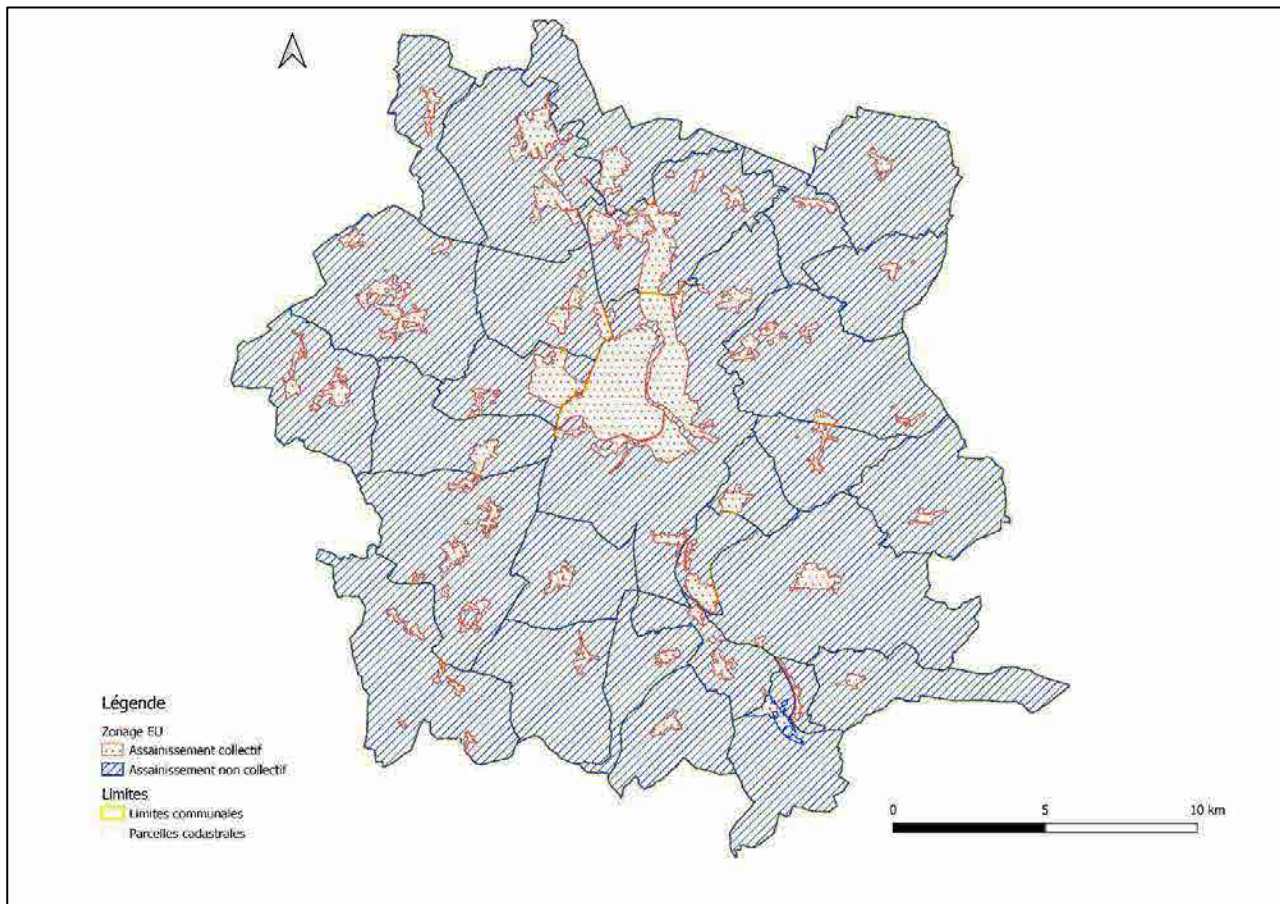 Légende
Zonage EU
Assainissement collectif
Assainissement non collectif
Limites
Limites communales
Parcelles cadastrales
0 5 10 km